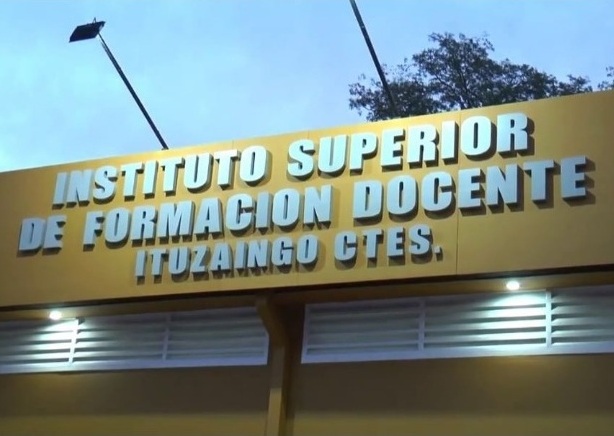 INSTITUTO SUPERIOR
DE FORMACION DOCENTE
ITUZAINGO CTES.